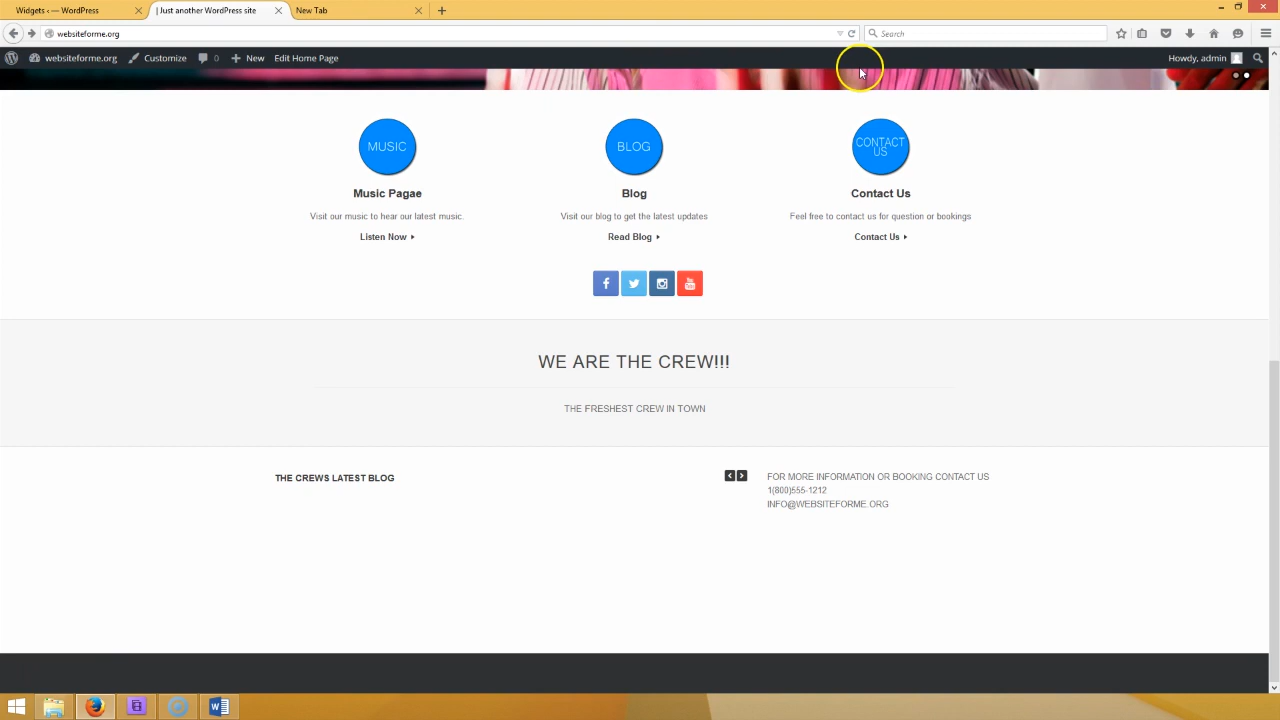 Widgets ‹ — WordPress
| Just another WordPress site
New Tab
websiteforme.org
Search
websiteforme.org
Customize
0
New
Edit Home Page
Howdy, admin
MUSIC
BLOG
CONTACT
US
Music Pagae
Blog
Contact Us
Visit our music to hear our latest music.
Visit our blog to get the latest updates
Feel free to contact us for question or bookings
Listen Now
Read Blog
Contact Us
You
Tube
WE ARE THE CREW!!!
THE FRESHEST CREW IN TOWN
THE CREWS LATEST BLOG
FOR MORE INFORMATION OR BOOKING CONTACT US
1(800)555-1212
INFO@WEBSITEFORME.ORG